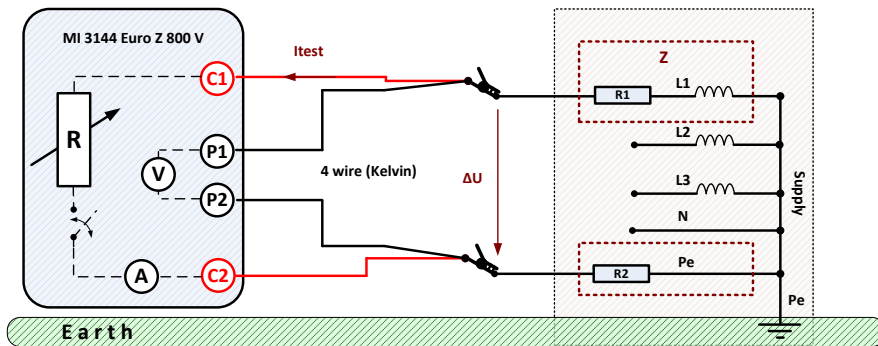 MI 3144 Euro Z 800 V
Itest
Z
C1
R1
L1
R
P1
L2
V
4 wire (Kelvin)
ΔU
P2
L3
Supply
N
A
C2
R2
Pe
Pe
Earth